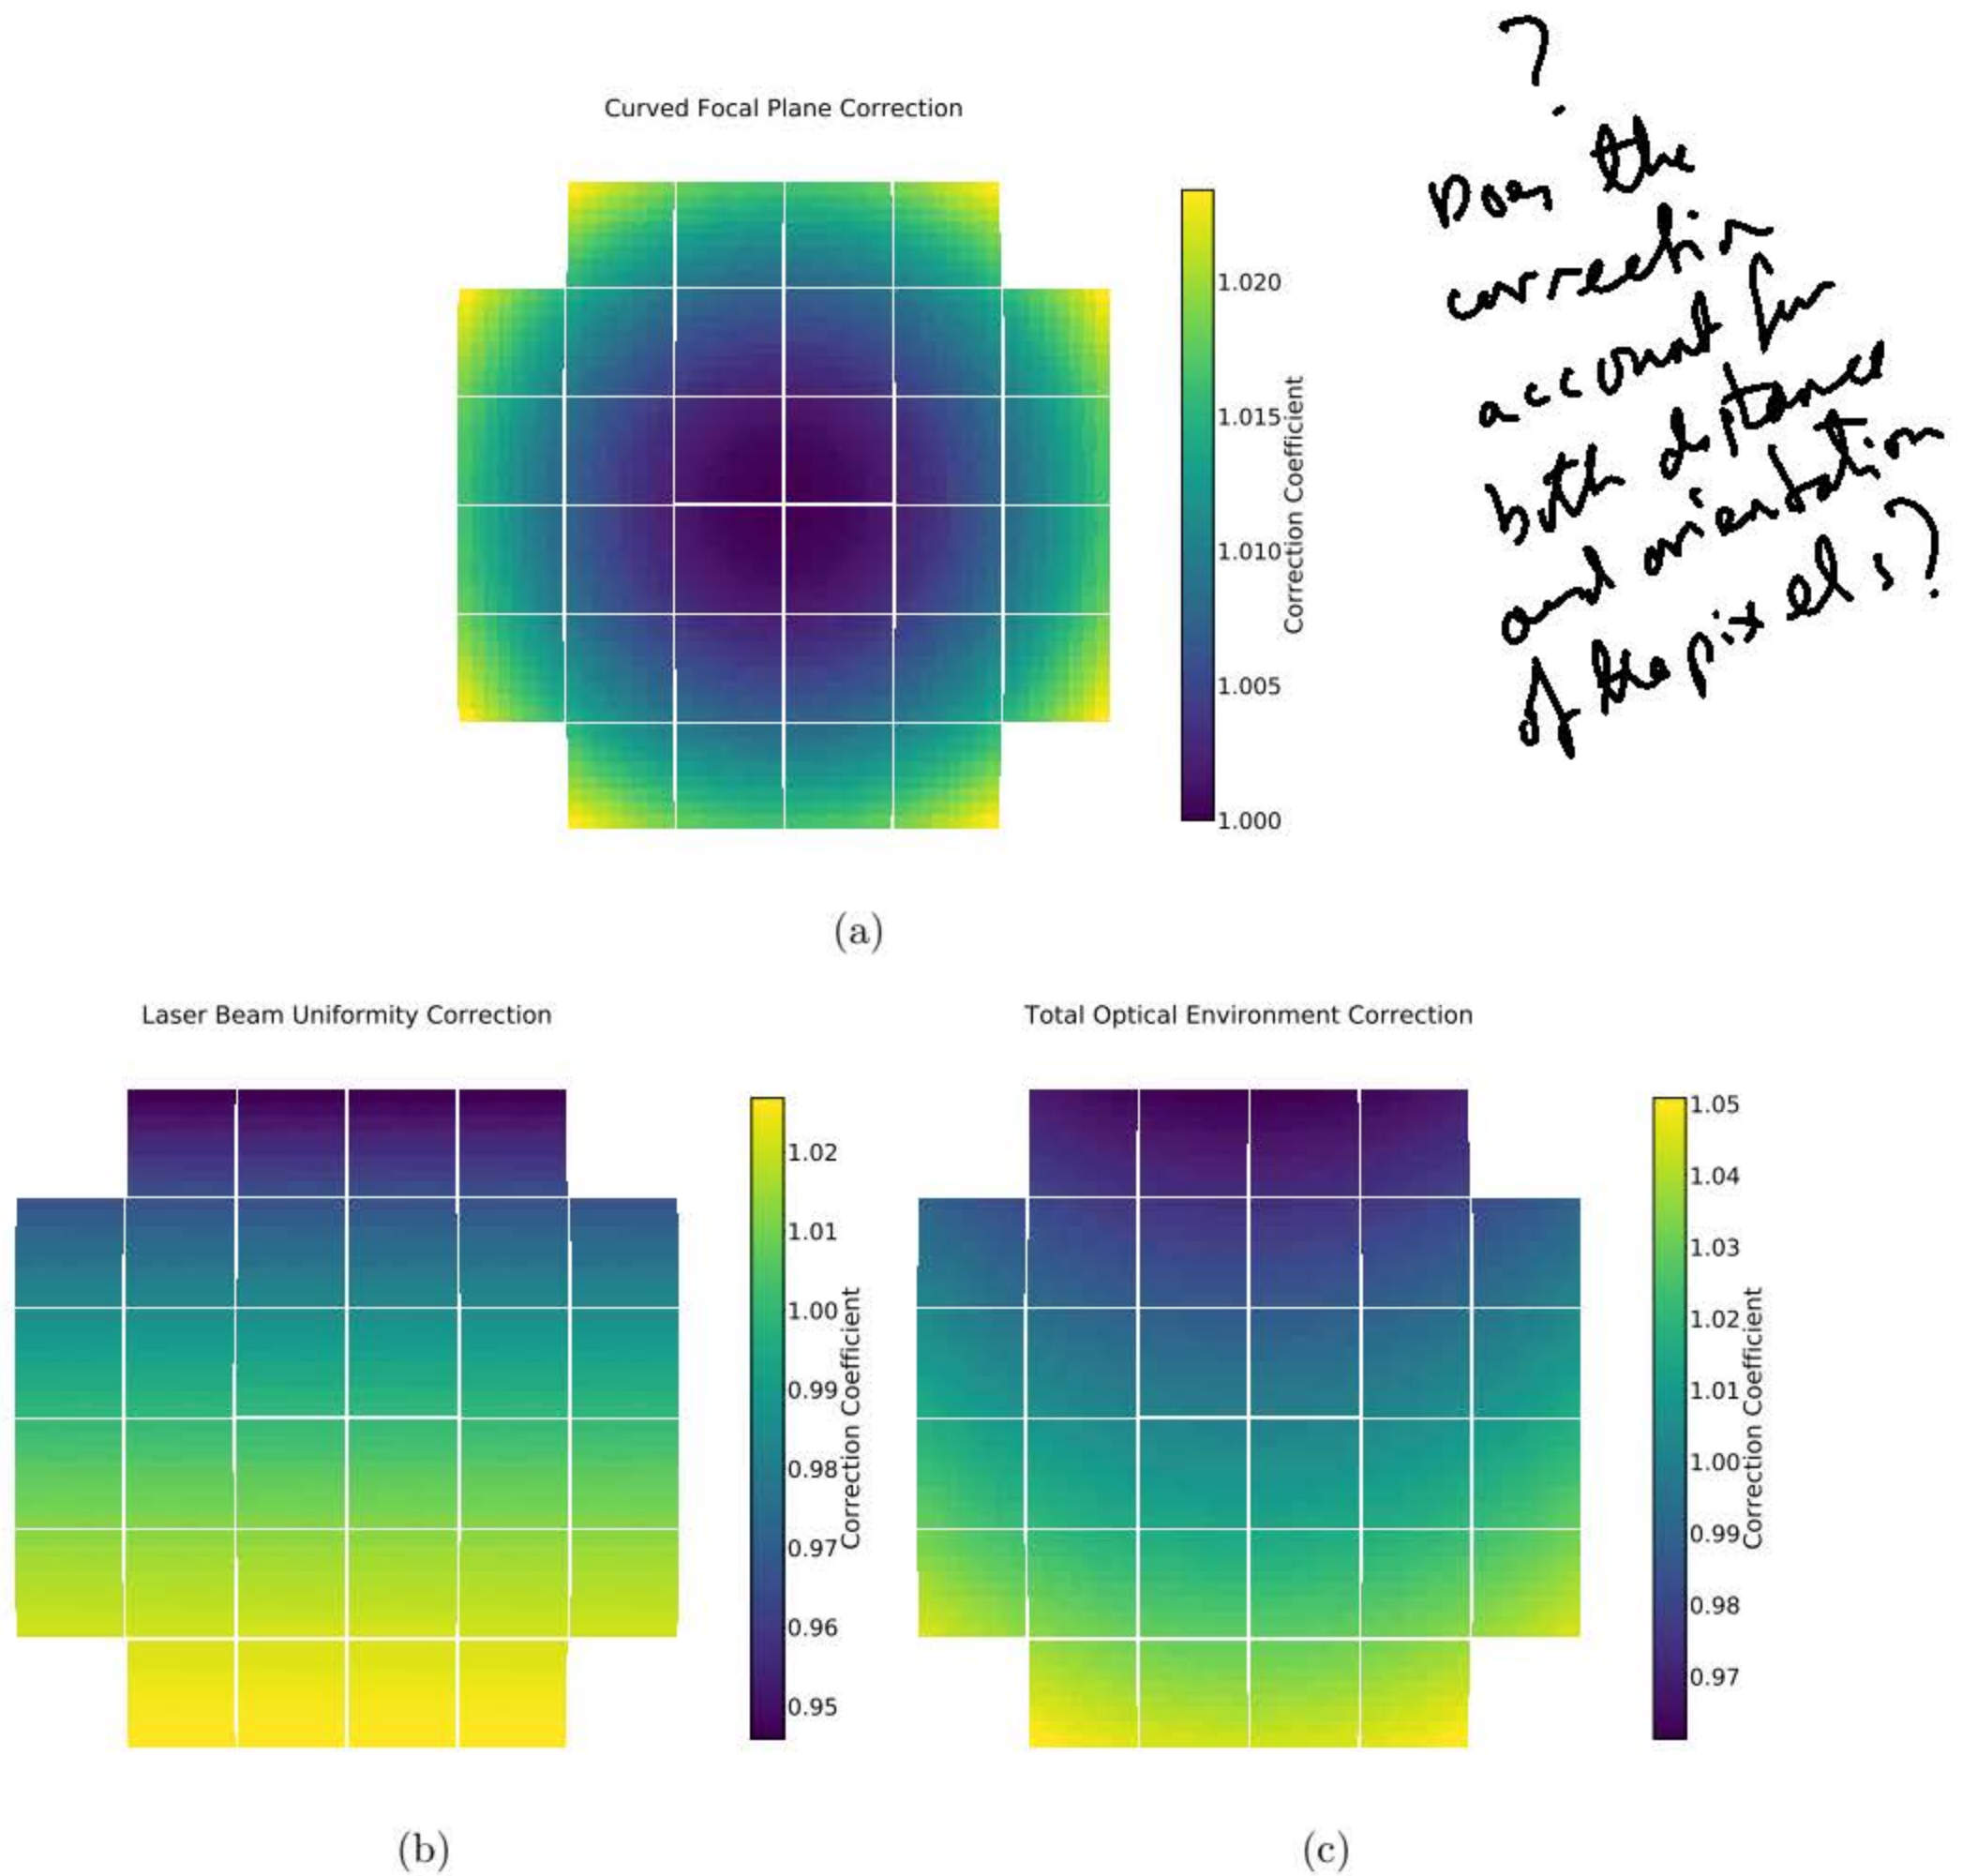 ?
Does the
correction
account for
both distance
and orientation
of the pixels?
Curved Focal Plane Correction
1.020
1.015
1.010
1.005
1.000
Correction Coefficient
(a)
Laser Beam Uniformity Correction
1.02
1.01
1.00
0.99
0.98
0.97
0.96
0.95
Correction Coefficient
(b)
Total Optical Environment Correction
1.05
1.04
1.03
1.02
1.01
1.00
0.99
0.98
0.97
Correction Coefficient
(c)